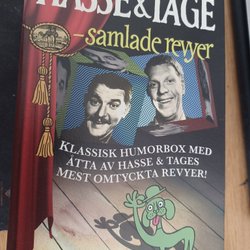 HASSE & TAGE
– samlade revyer
KLASSISK HUMORBOX MED
ÅTTA AV HASSE & TAGES
MEST OMTYCKTA REVYER!